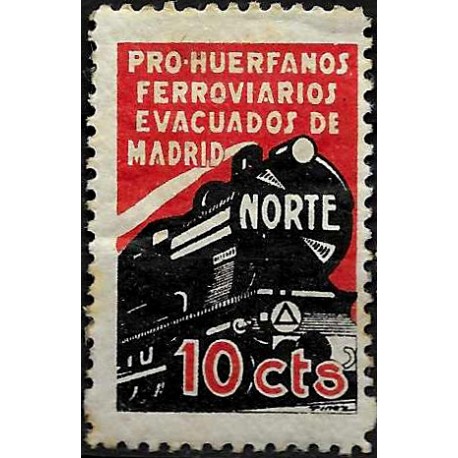 PRO-HUERFANOS
FERROVIARIOS
EVACUADOS DE
MADRID
NORTE
10 cts